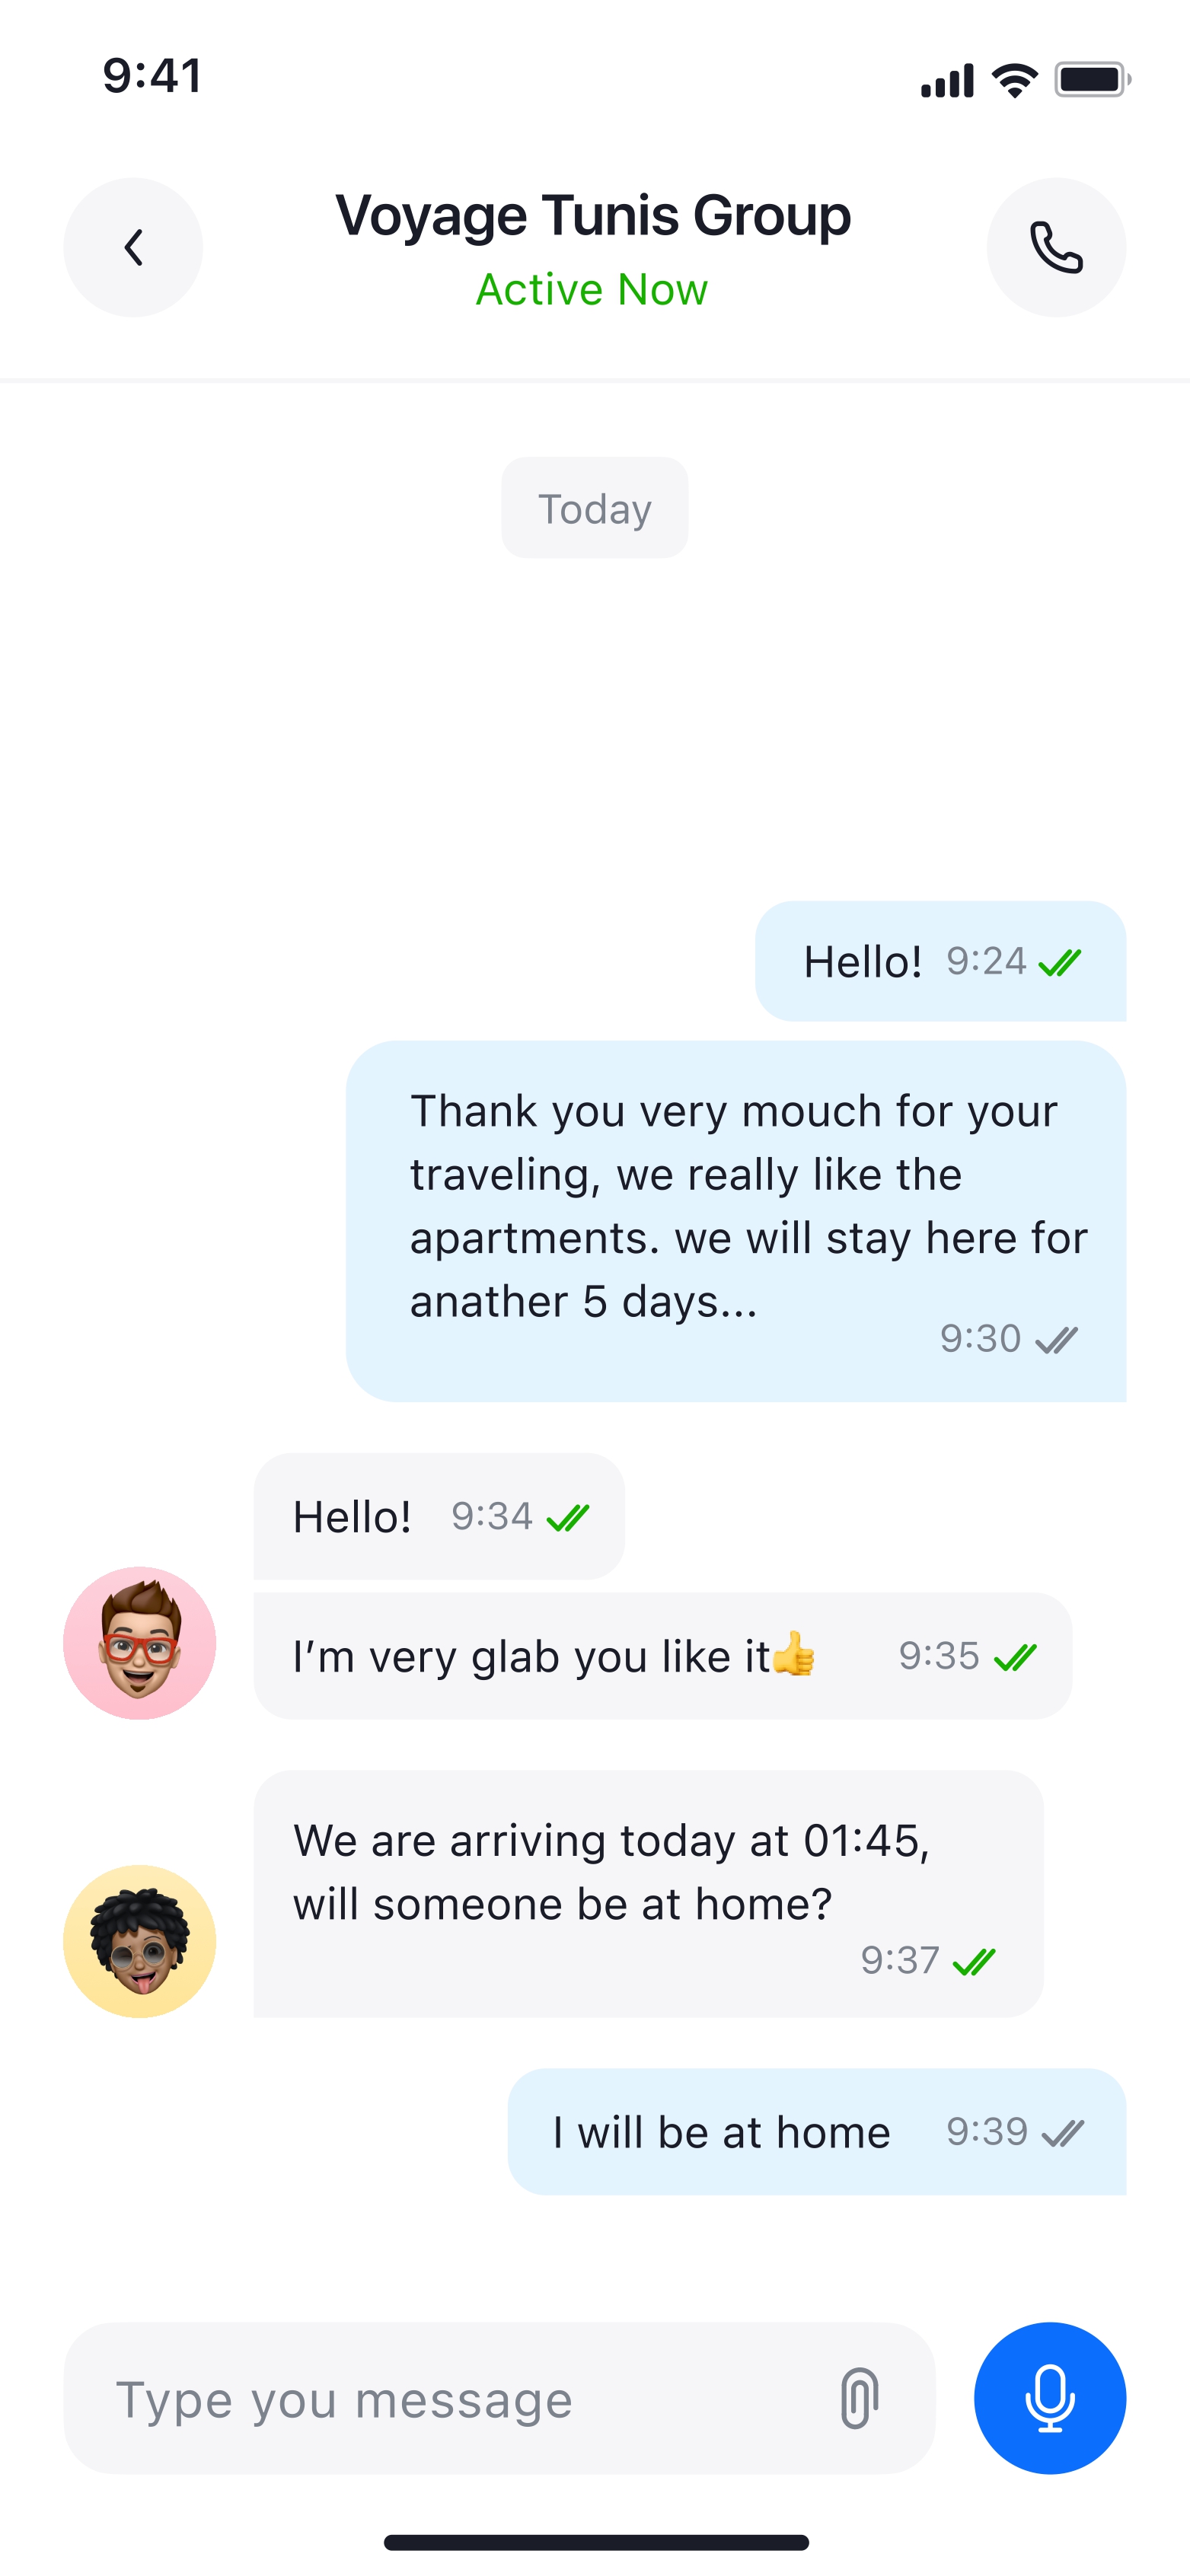 9:41
Voyage Tunis Group
Active Now
Today
Hello! 9:24
Thank you very mouch for your
traveling, we really like the
apartments. we will stay here for
anather 5 days...
9:30
Hello! 9:34
I’m very glab you like it👍 9:35
We are arriving today at 01:45,
will someone be at home?
9:37
I will be at home 9:39
Type you message